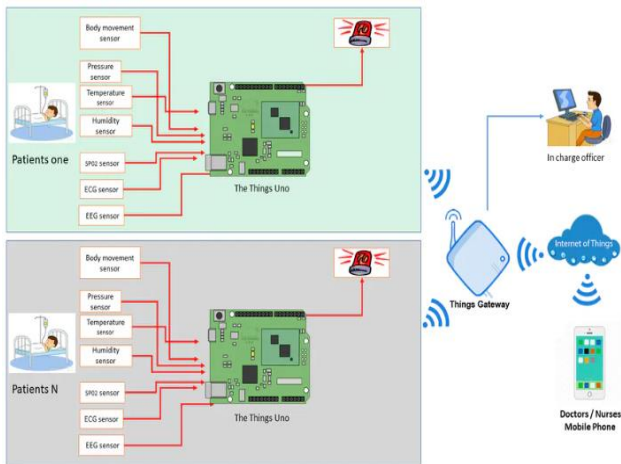 Body movement
sensor
Pressure
sensor
Temperature
sensor
Humidity
sensor
Patients one
SP02 sensor
ECG sensor
EEG sensor
The Things Uno
In charge officer
Internet of Things
Things Gateway
Doctors / Nurses
Mobile Phone
Body movement
sensor
Pressure
sensor
Temperature
sensor
Humidity
sensor
Patients N
SP02 sensor
ECG sensor
EEG sensor
The Things Uno